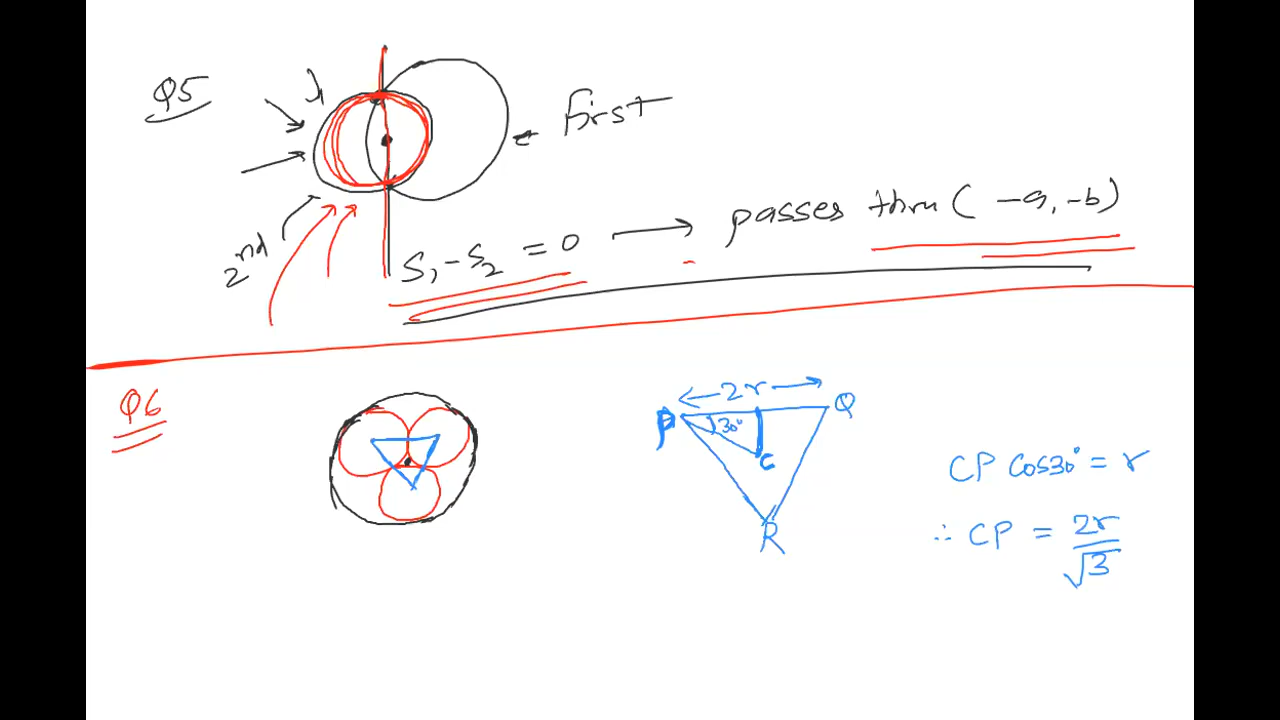 Q5
first
2nd
S₁ - S₂ = 0 → passes thru (-a, -b)
Q6
2r
P
Q
30°
C
R
CP cos30° = r
∴ CP = 2r/√3